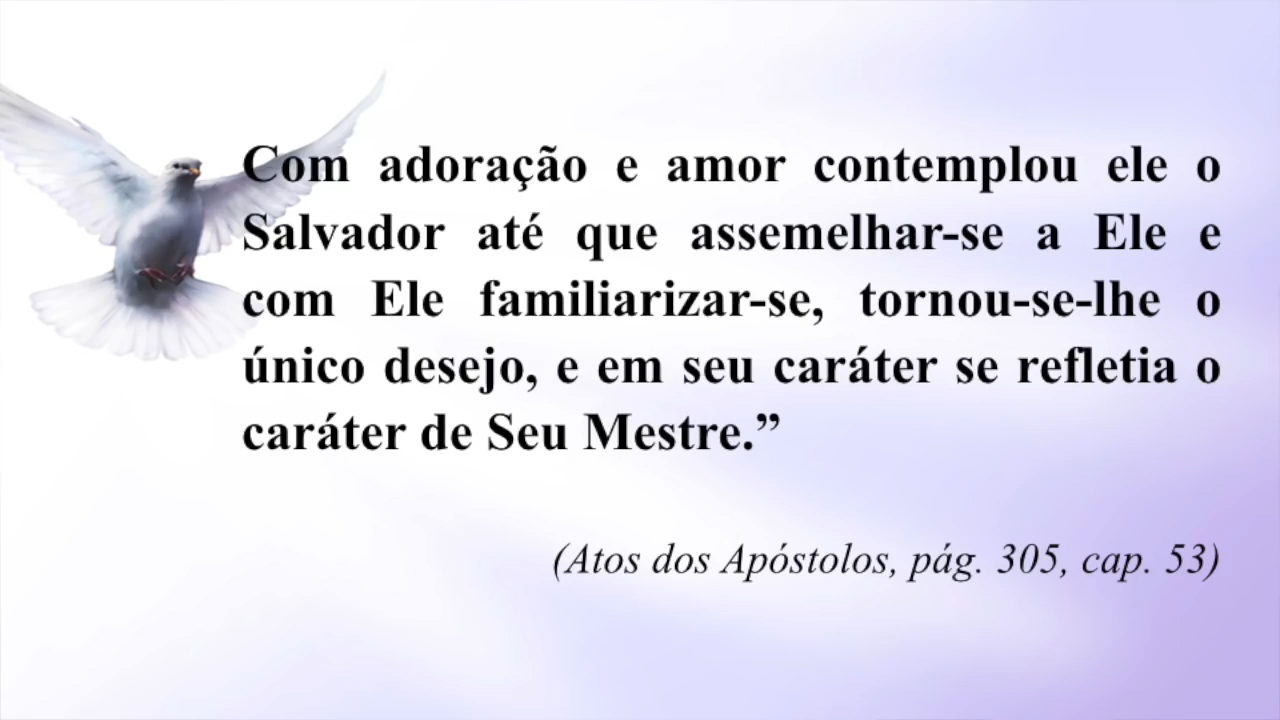 Com adoração e amor contemplou ele o
Salvador até que assemelhar-se a Ele e
com Ele familiarizar-se, tornou-se-lhe o
único desejo, e em seu caráter se refletia o
caráter de Seu Mestre.”
(Atos dos Apóstolos, pág. 305, cap. 53)